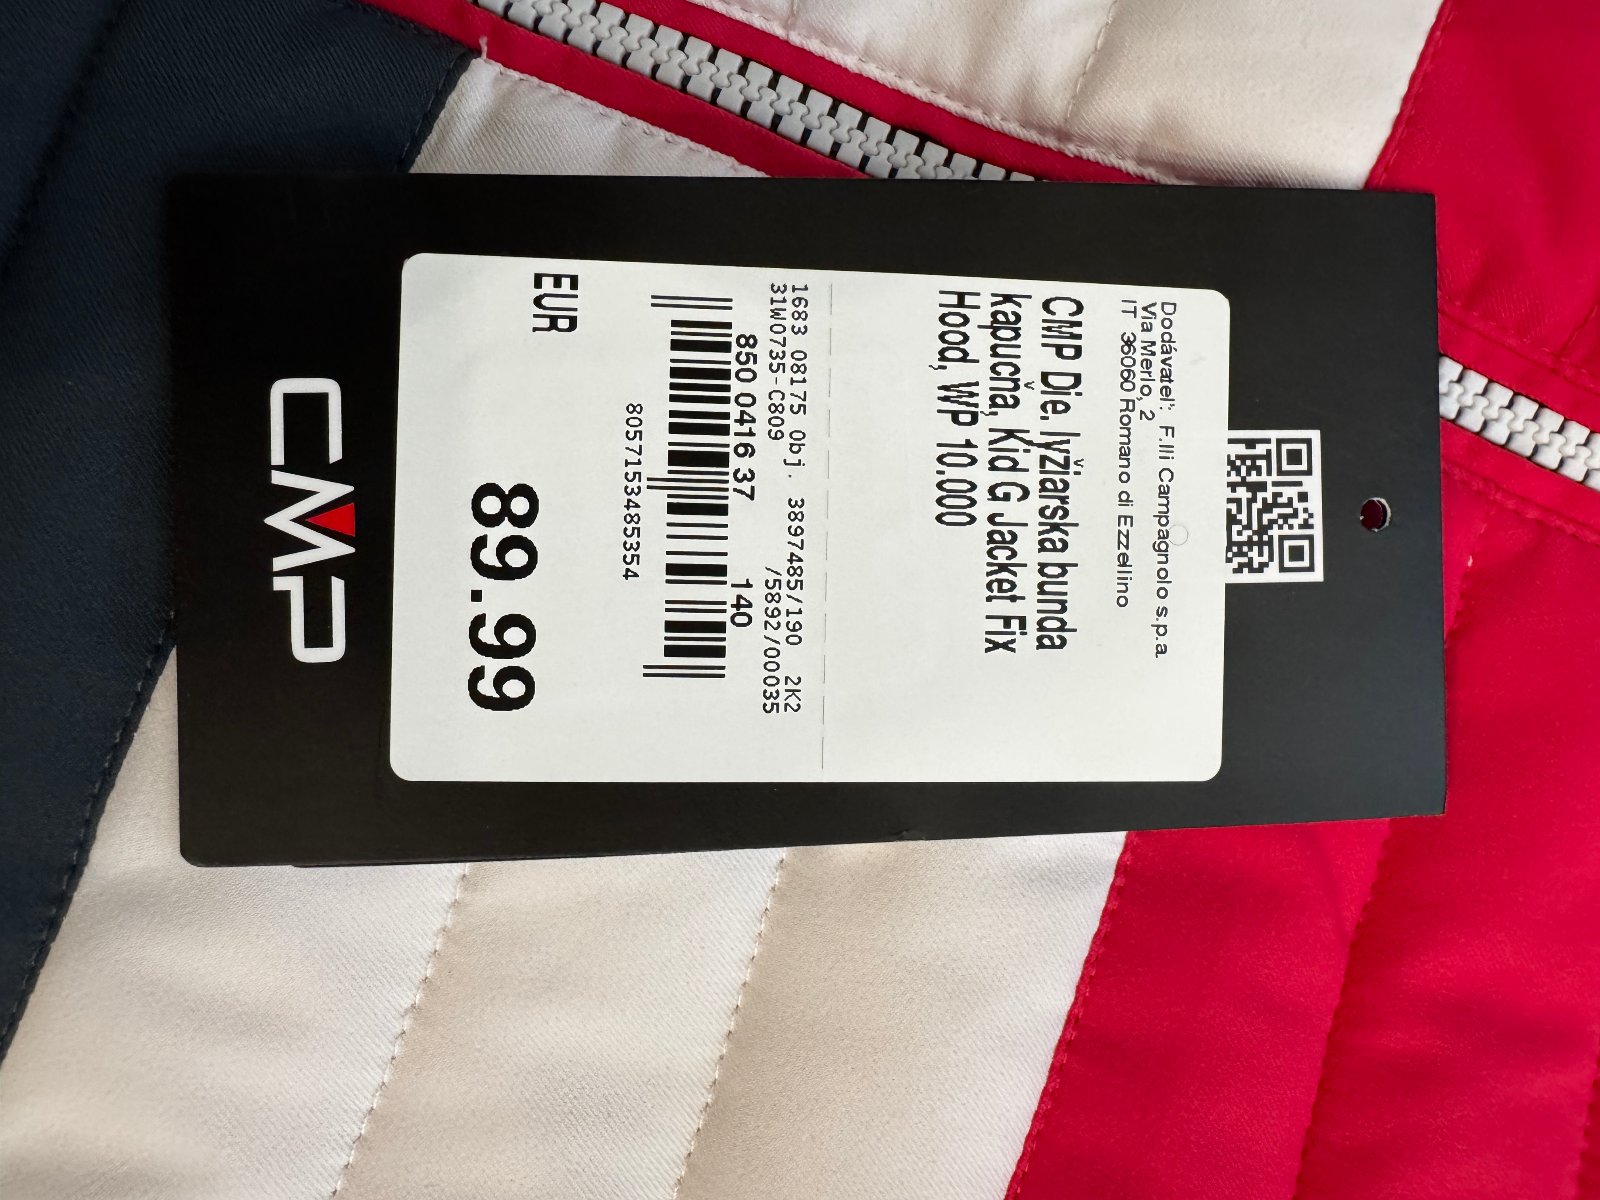 Dodávateľ: F.lli Campagnolo s.p.a.
Via Merlo, 2
IT 36060 Romano di Ezzelino
CMP Die. lyžiarska bunda
kapucňa, Kid G Jacket Fix
Hood, WP 10.000
1683 08175 Obj. 3897485/190 2K2
31W0735-C809 /5892/00035
850 0416 37 140
8057153485354
EUR 89.99
CMP